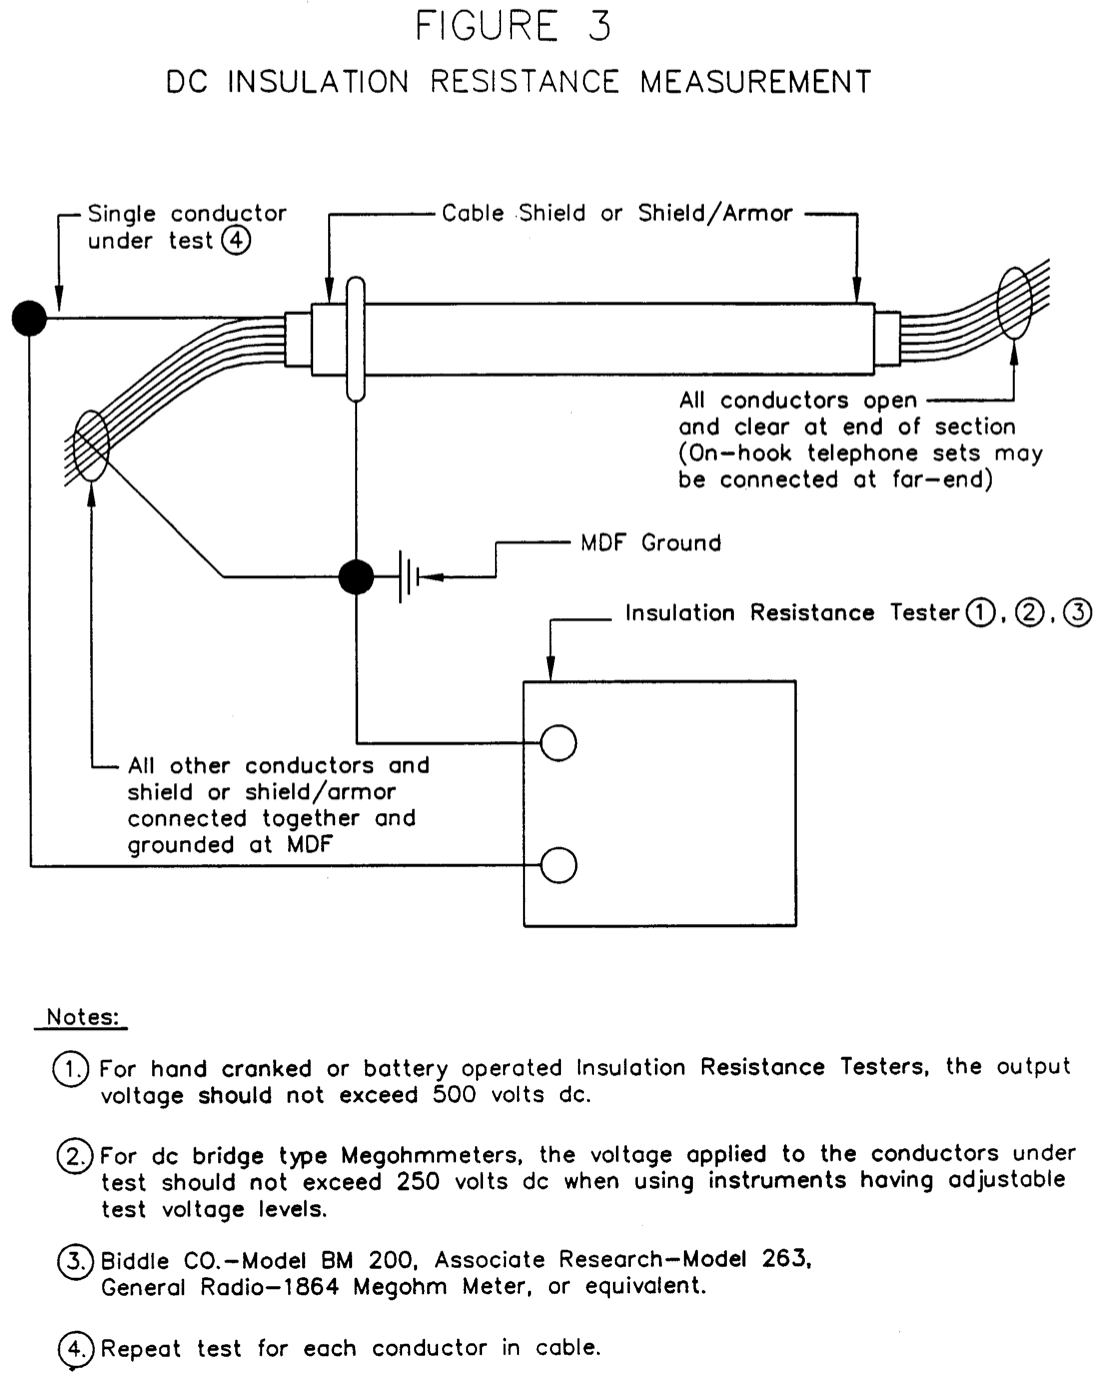 FIGURE 3
DC INSULATION RESISTANCE MEASUREMENT
Single conductor
under test ④
Cable Shield or Shield/Armor
All conductors open
and clear at end of section
(On-hook telephone sets may
be connected at far-end)
MDF Ground
Insulation Resistance Tester ①, ②, ③
All other conductors and
shield or shield/armor
connected together and
grounded at MDF
Notes:
①. For hand cranked or battery operated Insulation Resistance Testers, the output
voltage should not exceed 500 volts dc.
②. For dc bridge type Megohmmeters, the voltage applied to the conductors under
test should not exceed 250 volts dc when using instruments having adjustable
test voltage levels.
③. Biddle CO.-Model BM 200, Associate Research-Model 263,
General Radio-1864 Megohm Meter, or equivalent.
④. Repeat test for each conductor in cable.